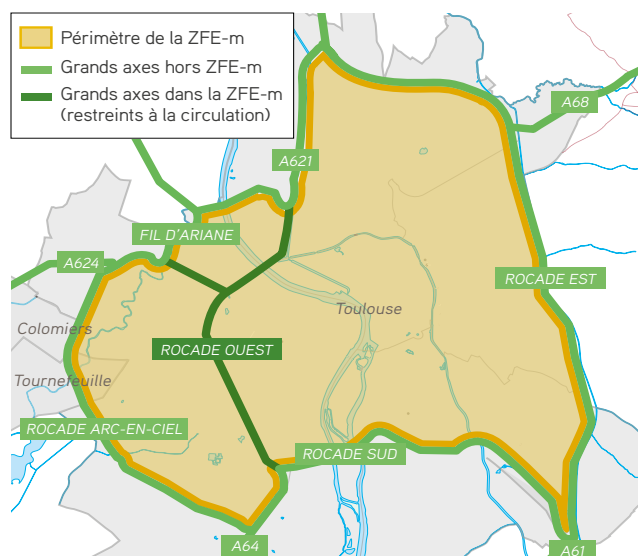 Périmètre de la ZFE-m
Grands axes hors ZFE-m
Grands axes dans la ZFE-m
(restreints à la circulation)
A68
A621
FIL D'ARIANE
A624
ROCADE EST
Toulouse
Colomiers
ROCADE OUEST
Tournefeuille
ROCADE ARC-EN-CIEL
ROCADE SUD
A64
A61